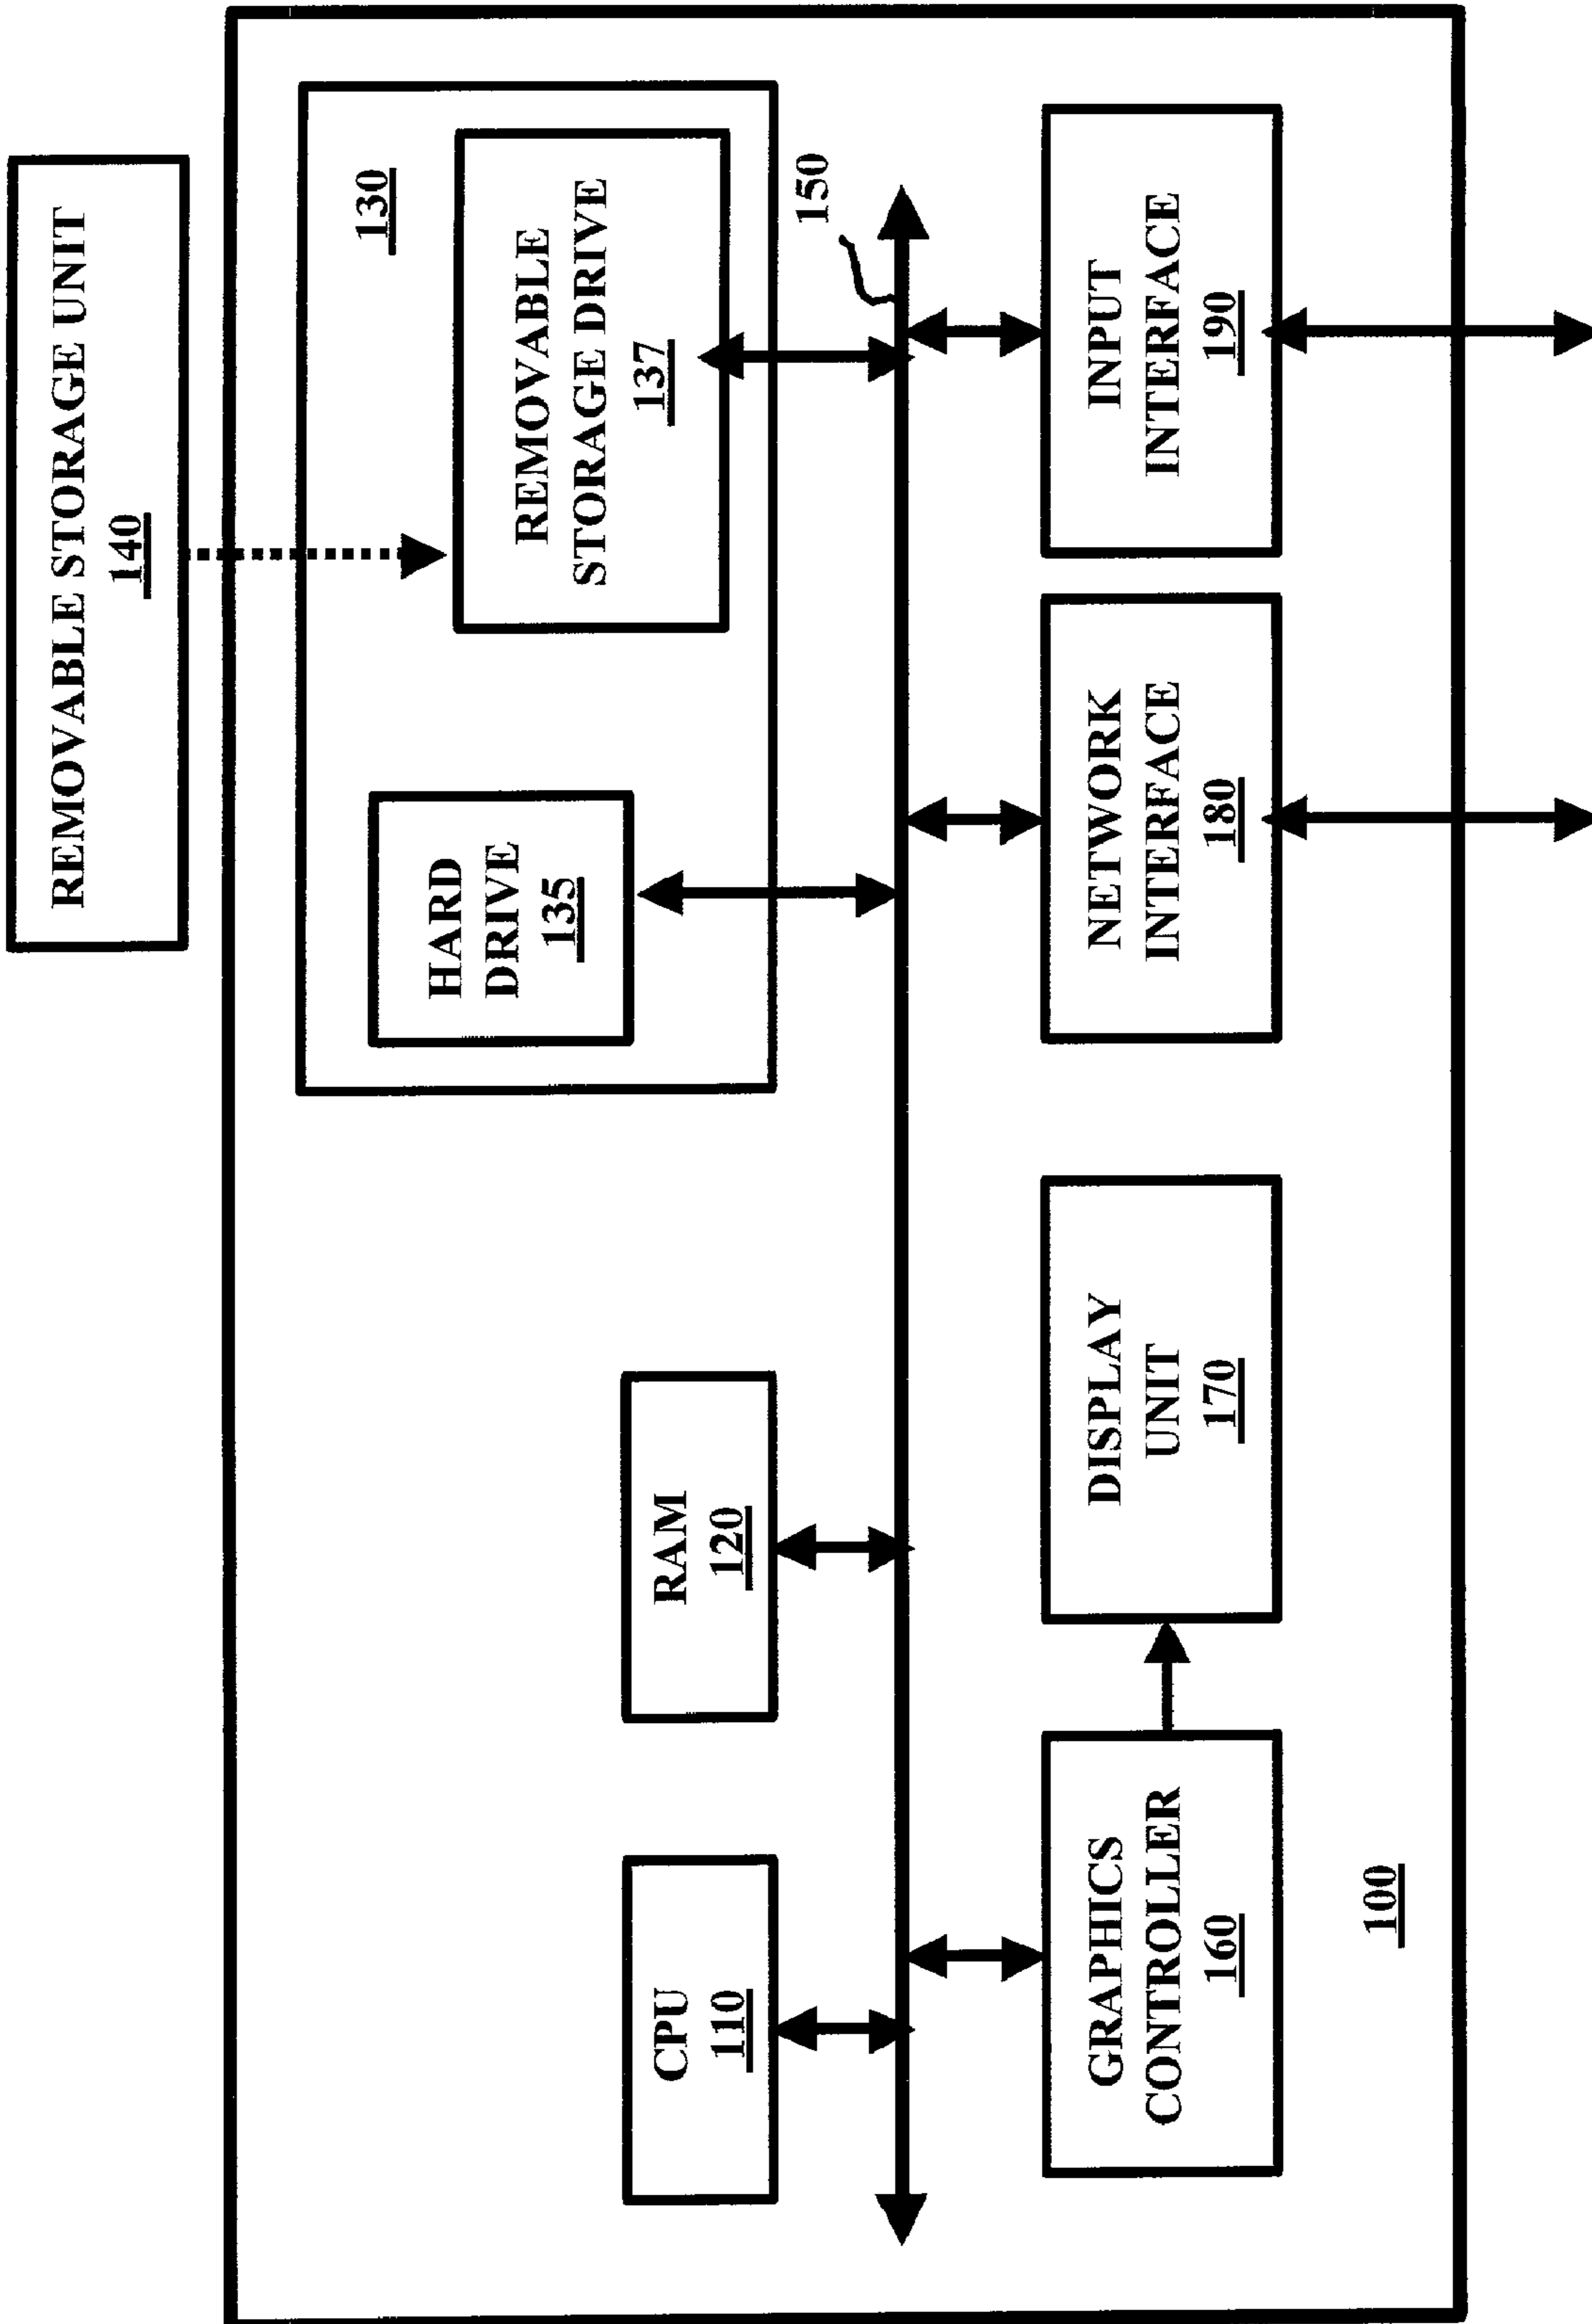 REMOVABLE STORAGE UNIT
140
130
HARD
DRIVE
135
REMOVABLE
STORAGE DRIVE
137
CPU
110
RAM
120
150
GRAPHICS
CONTROLLER
160
DISPLAY
UNIT
170
NETWORK
INTERFACE
180
INPUT
INTERFACE
190
100